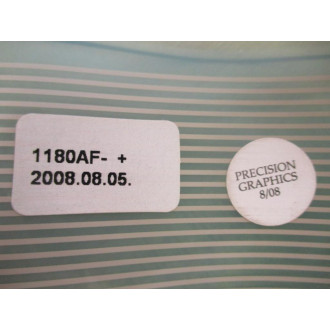 1180AF- +
2008.08.05.
PRECISION
GRAPHICS
8/08